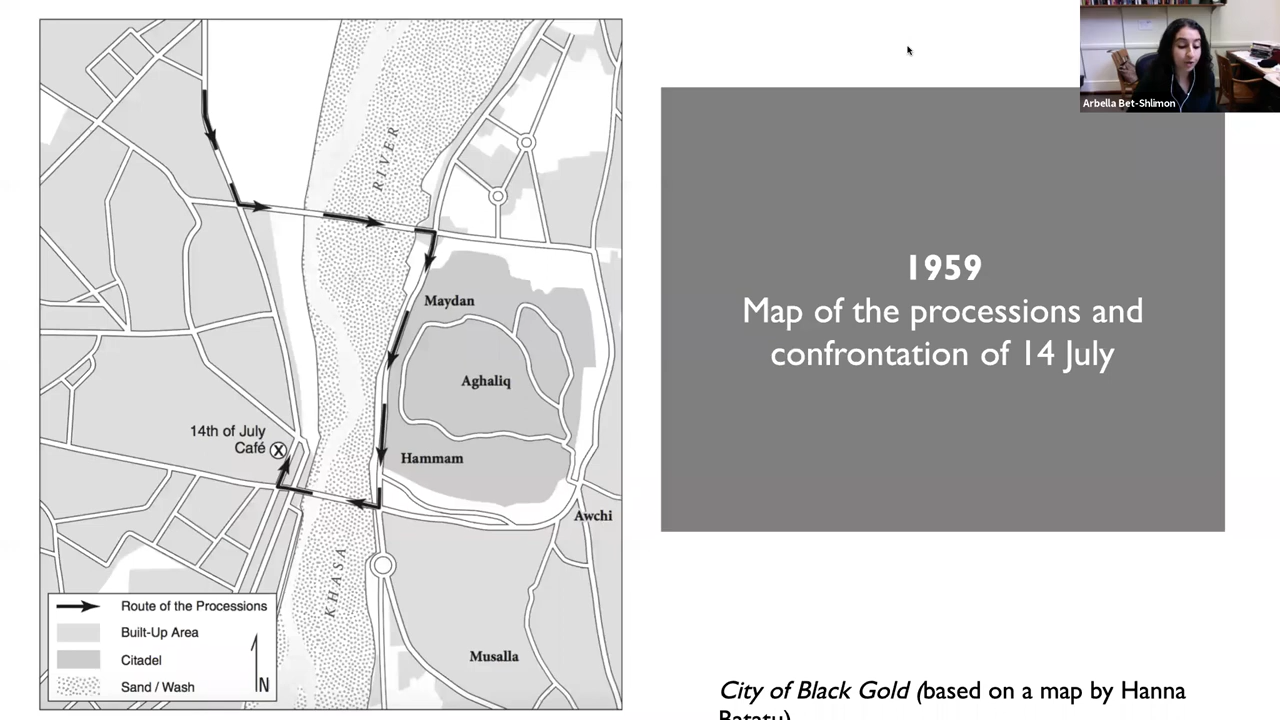 RIVER
Maydan
Aghaliq
14th of July
Café X
Hammam
Awchi
KHASA
Musalla
Route of the Processions
Built-Up Area
Citadel
Sand / Wash
N
1959
Map of the processions and
confrontation of 14 July
Arbella Bet-Shlimon
City of Black Gold (based on a map by Hanna
Batatu)